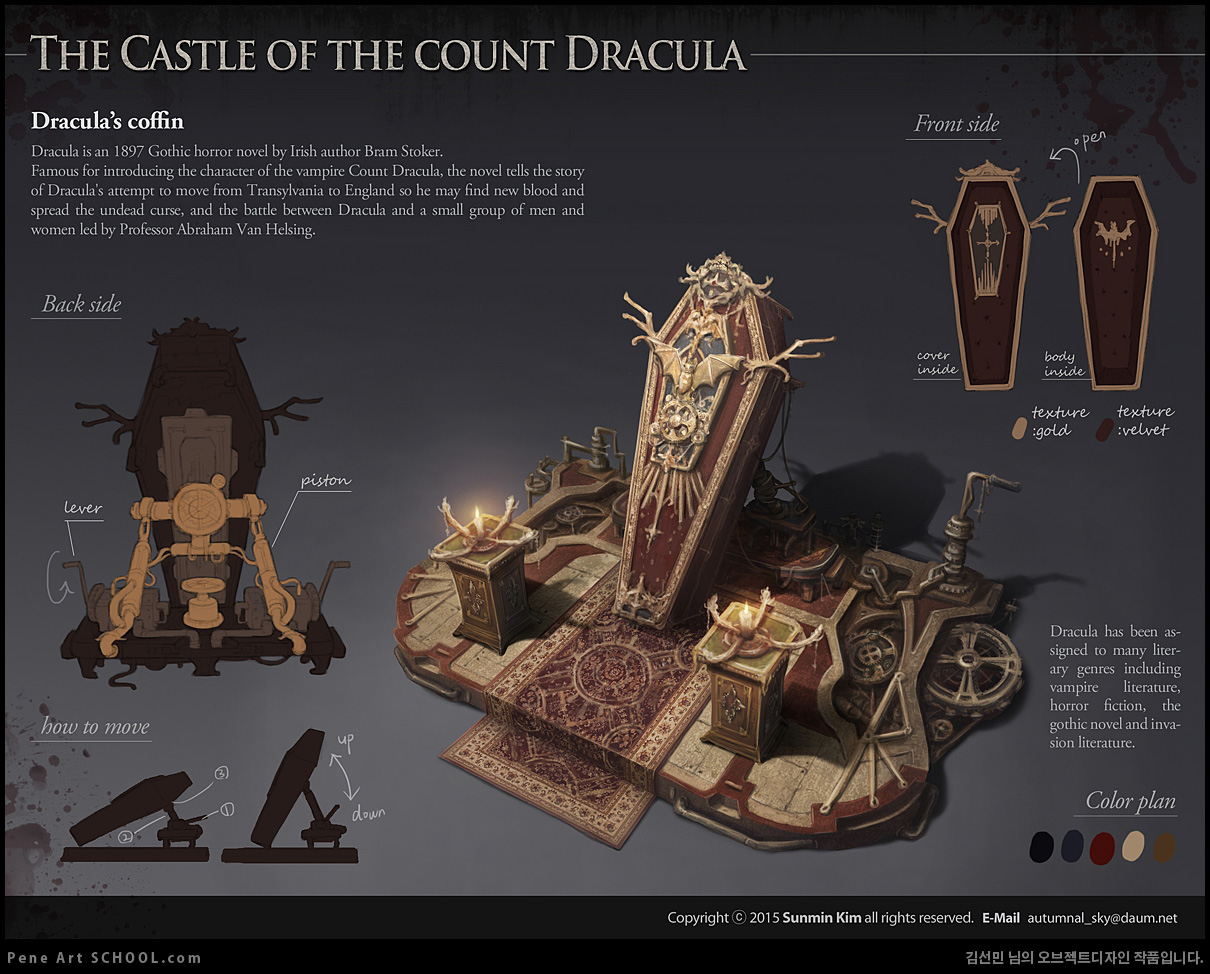 THE CASTLE OF THE COUNT DRACULA
Dracula's coffin
Dracula is an 1897 Gothic horror novel by Irish author Bram Stoker.
Famous for introducing the character of the vampire Count Dracula, the novel tells the story
of Dracula's attempt to move from Transylvania to England so he may find new blood and
spread the undead curse, and the battle between Dracula and a small group of men and
women led by Professor Abraham Van Helsing.
Front side
open
cover
inside
body
inside
texture
:gold
texture
:velvet
Back side
lever
piston
how to move
③
①
②
up
down
Dracula has been as-
signed to many liter-
ary genres including
vampire literature,
horror fiction, the
gothic novel and inva-
sion literature.
Color plan
Copyright ⓒ 2015 Sunmin Kim all rights reserved. E-Mail autumnal_sky@daum.net
Pene Art SCHOOL.com
김선민 님의 오브젝트디자인 작품입니다.